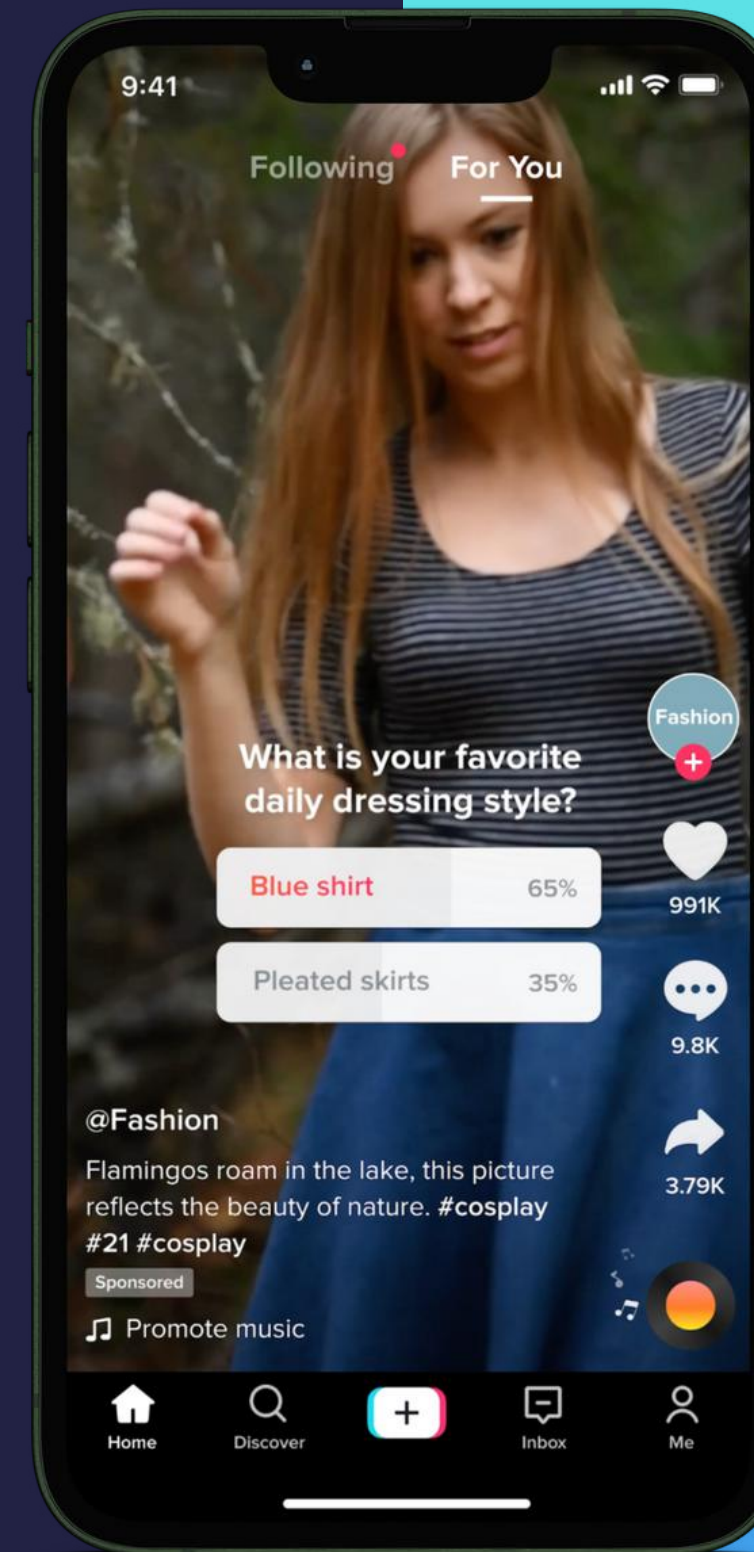 9:41
Following
For You
Fashion
What is your favorite
daily dressing style?
Blue shirt 65%
Pleated skirts 35%
991K
9.8K
3.79K
@Fashion
Flamingos roam in the lake, this picture
reflects the beauty of nature. #cosplay
#21 #cosplay
Sponsored
Promote music
Home
Discover
Inbox
Me